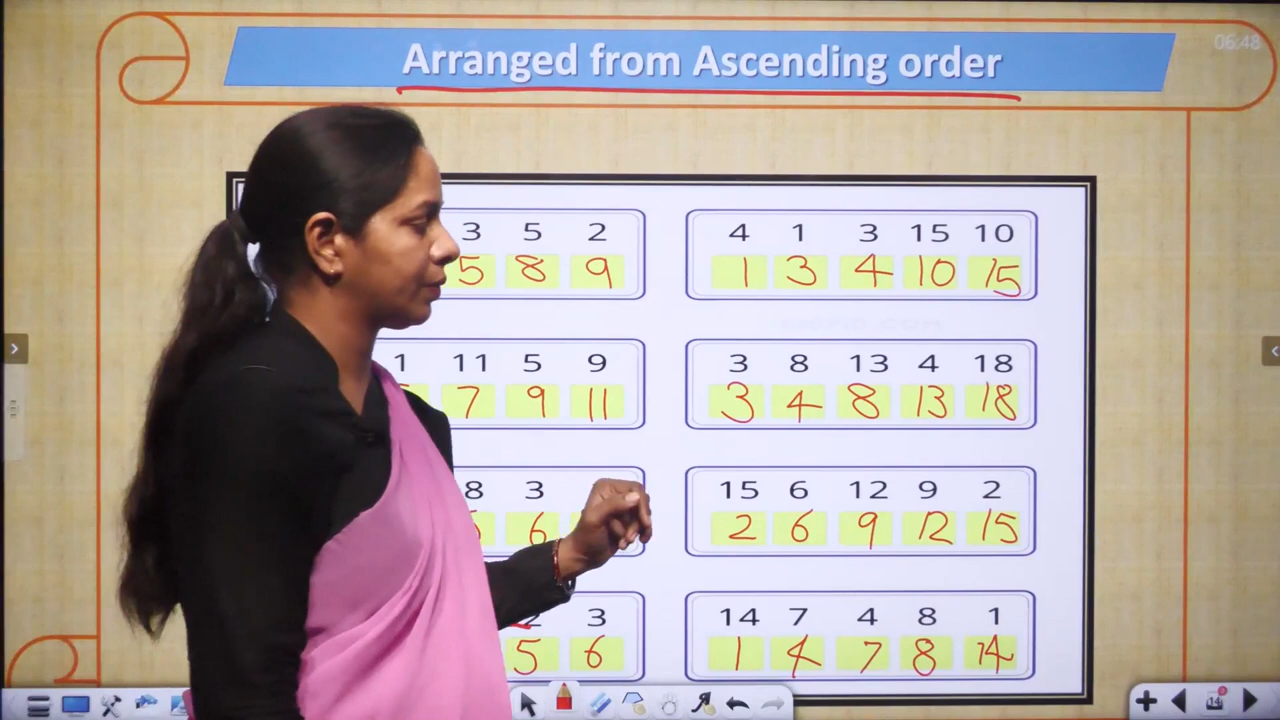 06:48
Arranged from Ascending order
3 5 2
5 8 9
4 1 3 15 10
1 3 4 10 15
1 11 5 9
7 9 11
3 8 13 4 18
3 4 8 13 18
8 3
6
15 6 12 9 2
2 6 9 12 15
2 3
5 6
14 7 4 8 1
1 4 7 8 14
14